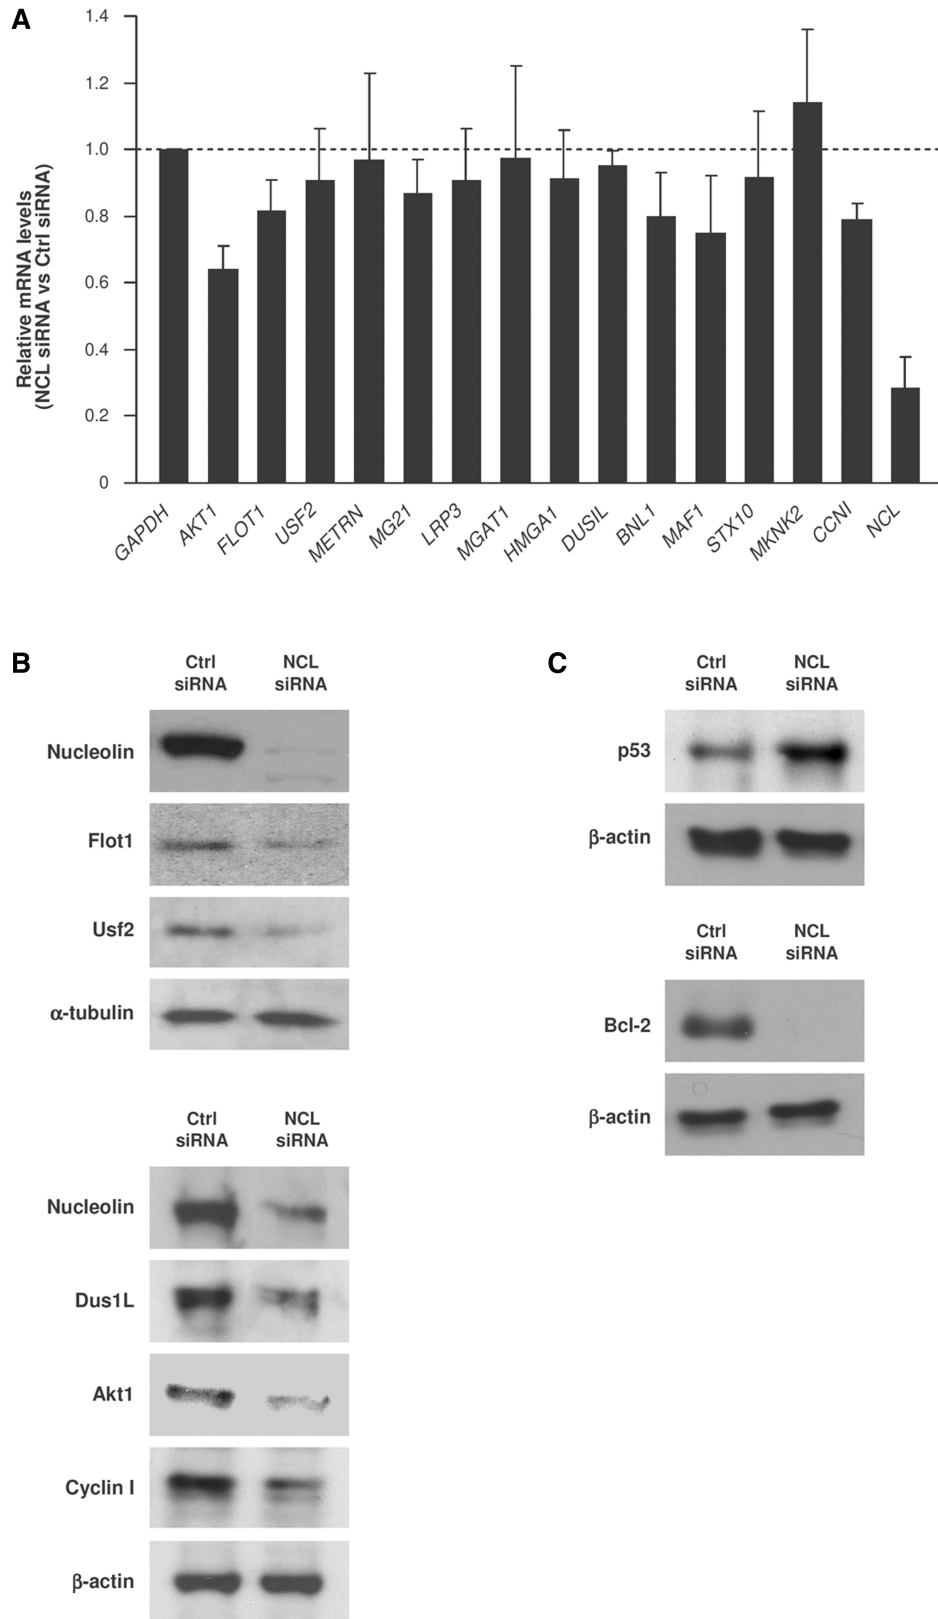 A
Relative mRNA levels
(NCL siRNA vs Ctrl siRNA)
1.4
1.2
1.0
0.8
0.6
0.4
0.2
0
GAPDH
AKT1
FLOT1
USF2
METRN
MG21
LRP3
MGAT1
HMGA1
DUSIL
BNL1
MAF1
STX10
MKNK2
CCNI
NCL
B
Ctrl siRNA
NCL siRNA
Nucleolin
Flot1
Usf2
α-tubulin
Ctrl siRNA
NCL siRNA
Nucleolin
Dus1L
Akt1
Cyclin I
β-actin
C
Ctrl siRNA
NCL siRNA
p53
β-actin
Ctrl siRNA
NCL siRNA
Bcl-2
β-actin